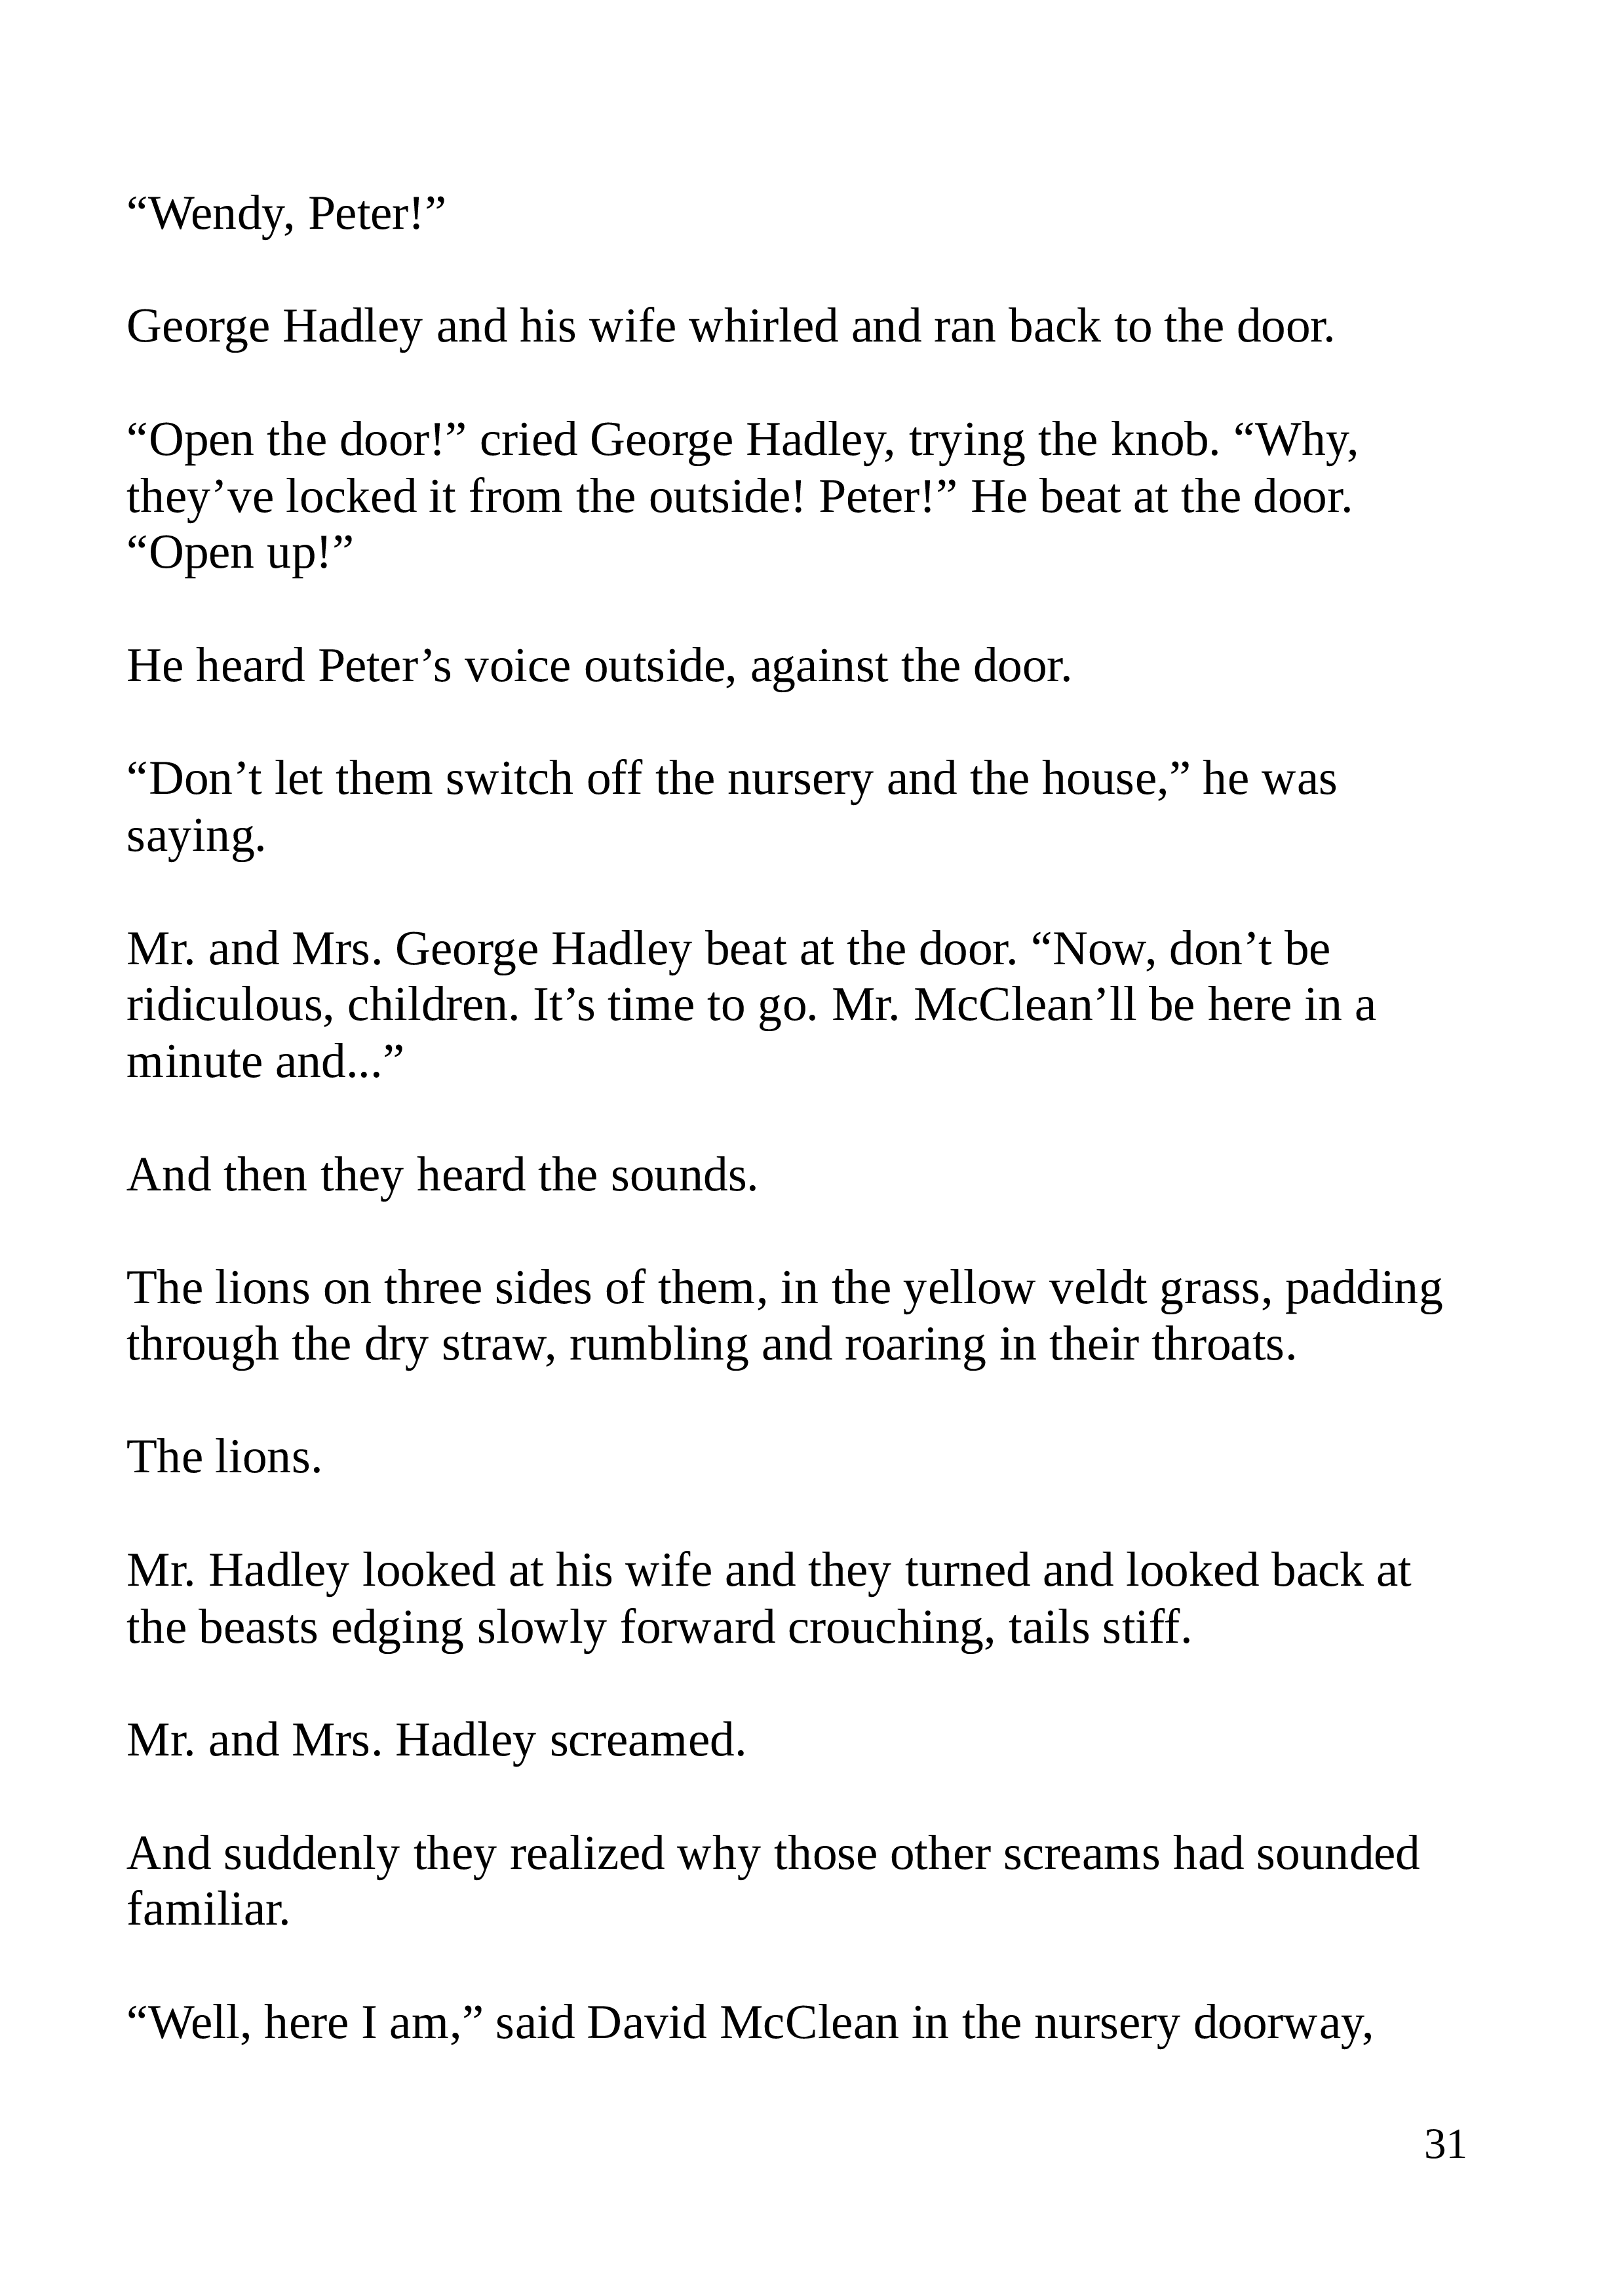 “Wendy, Peter!”
George Hadley and his wife whirled and ran back to the door.
“Open the door!” cried George Hadley, trying the knob. “Why,
they’ve locked it from the outside! Peter!” He beat at the door.
“Open up!”
He heard Peter’s voice outside, against the door.
“Don’t let them switch off the nursery and the house,” he was
saying.
Mr. and Mrs. George Hadley beat at the door. “Now, don’t be
ridiculous, children. It’s time to go. Mr. McClean’ll be here in a
minute and...”
And then they heard the sounds.
The lions on three sides of them, in the yellow veldt grass, padding
through the dry straw, rumbling and roaring in their throats.
The lions.
Mr. Hadley looked at his wife and they turned and looked back at
the beasts edging slowly forward crouching, tails stiff.
Mr. and Mrs. Hadley screamed.
And suddenly they realized why those other screams had sounded
familiar.
“Well, here I am,” said David McClean in the nursery doorway,
31